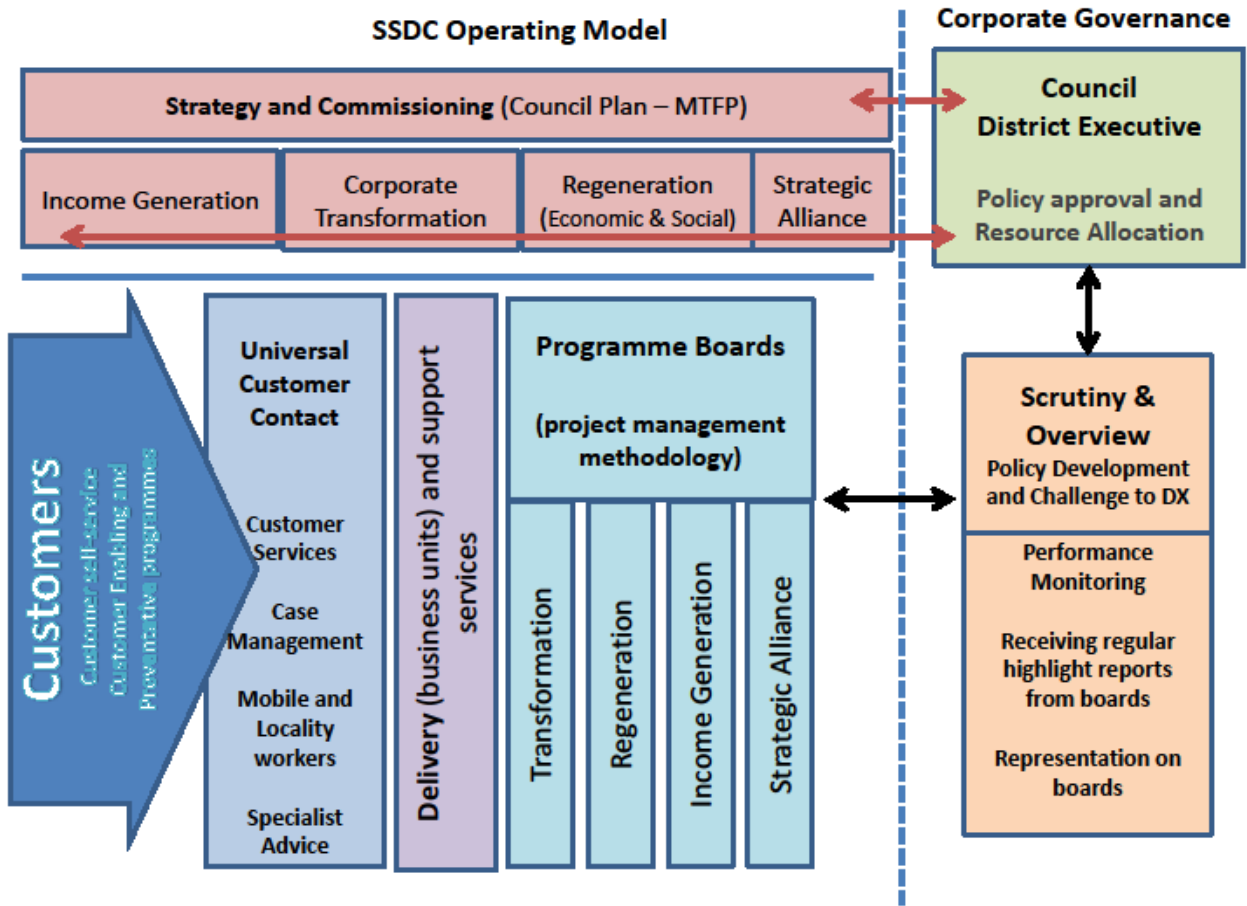 SSDC Operating Model
Corporate Governance
Strategy and Commissioning (Council Plan – MTFP)
Income Generation
Corporate
Transformation
Regeneration
(Economic & Social)
Strategic
Alliance
Council
District Executive
Policy approval and
Resource Allocation
Customers
Customer self-service
Customer Enabling and
Preventative programmes
Universal
Customer
Contact
Customer
Services
Case
Management
Mobile and
Locality
workers
Specialist
Advice
Delivery (business units) and support
services
Programme Boards
(project management
methodology)
Transformation
Regeneration
Income Generation
Strategic Alliance
Scrutiny &
Overview
Policy Development
and Challenge to DX
Performance
Monitoring
Receiving regular
highlight reports
from boards
Representation on
boards